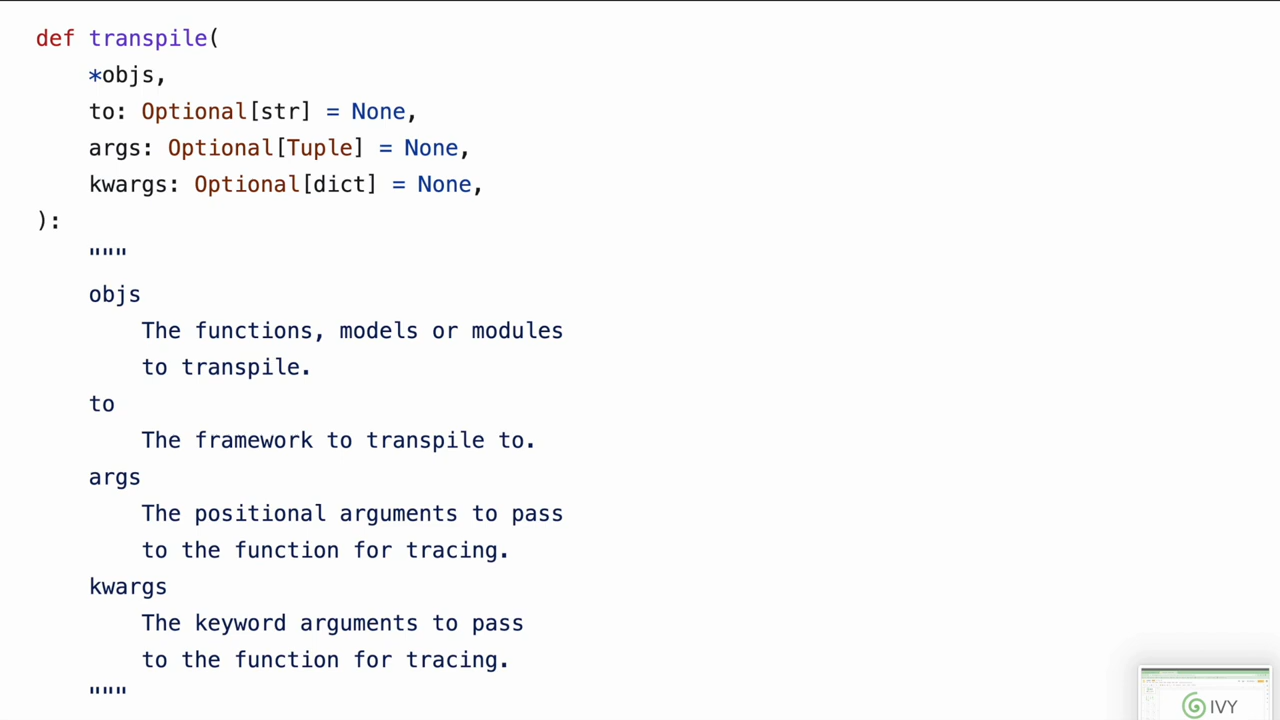 def transpile(
    *objs,
    to: Optional[str] = None,
    args: Optional[Tuple] = None,
    kwargs: Optional[dict] = None,
):
    """
    objs
        The functions, models or modules
        to transpile.
    to
        The framework to transpile to.
    args
        The positional arguments to pass
        to the function for tracing.
    kwargs
        The keyword arguments to pass
        to the function for tracing.
    """
IVY